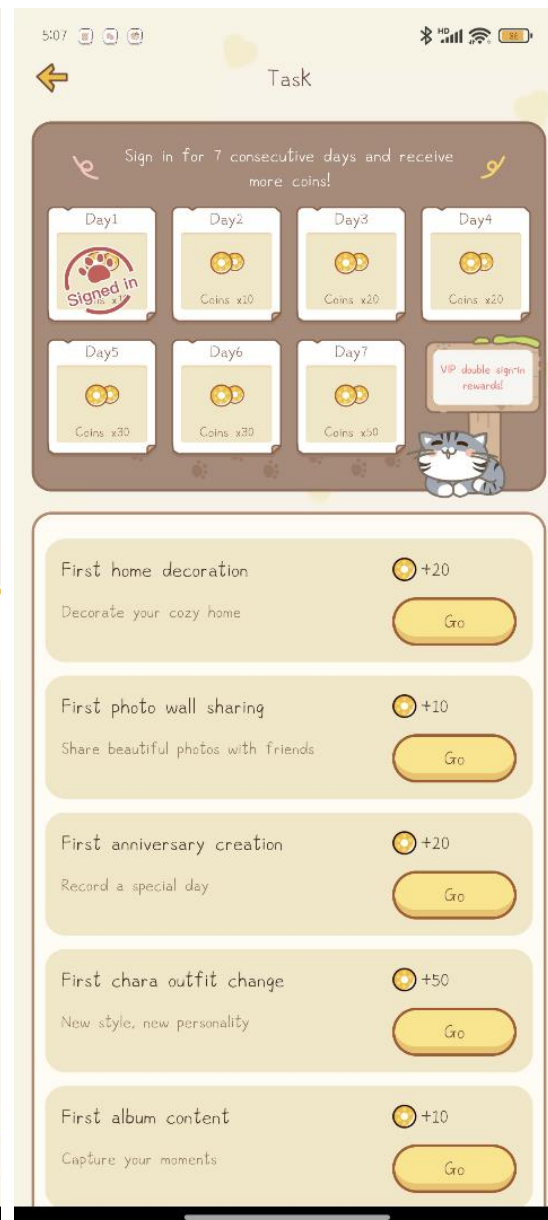 5:07
HD
86
Task
Sign in for 7 consecutive days and receive
more coins!
Day1
Day2
Day3
Day4
Signed in
Coins x10
Coins x20
Coins x20
Day5
Day6
Day7
VIP double sign-in
rewards!
Coins x30
Coins x30
Coins x50
First home decoration
+20
Decorate your cozy home
Go
First photo wall sharing
+10
Share beautiful photos with friends
Go
First anniversary creation
+20
Record a special day
Go
First chara outfit change
+50
New style, new personality
Go
First album content
+10
Capture your moments
Go